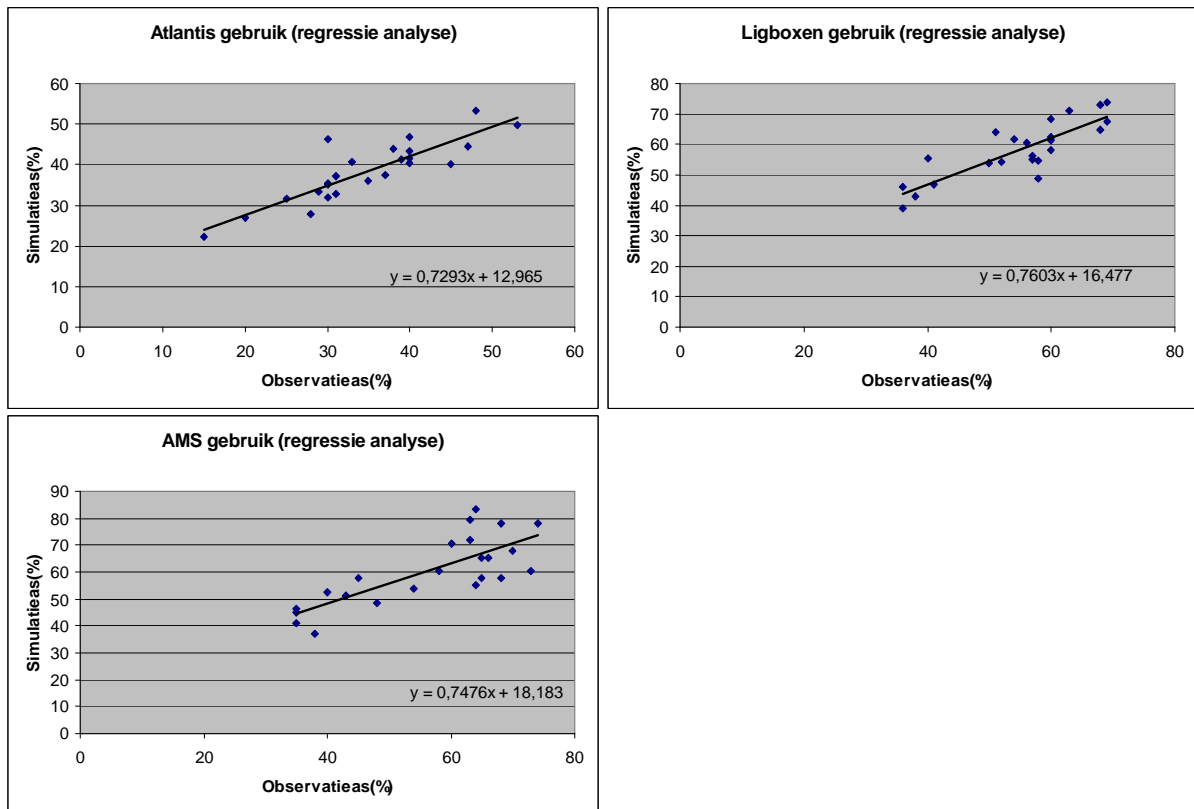 Atlantis gebruik (regressie analyse)
60
50
40
30
20
10
0
Simulatieas(%)
y = 0,7293x + 12,965
0 10 20 30 40 50 60
Observatieas(%)
Ligboxen gebruik (regressie analyse)
80
70
60
50
40
30
20
10
0
Simulatieas(%)
y = 0,7603x + 16,477
0 20 40 60 80
Observatieas(%)
AMS gebruik (regressie analyse)
90
80
70
60
50
40
30
20
10
0
Simulatieas(%)
y = 0,7476x + 18,183
0 20 40 60 80
Observatieas(%)